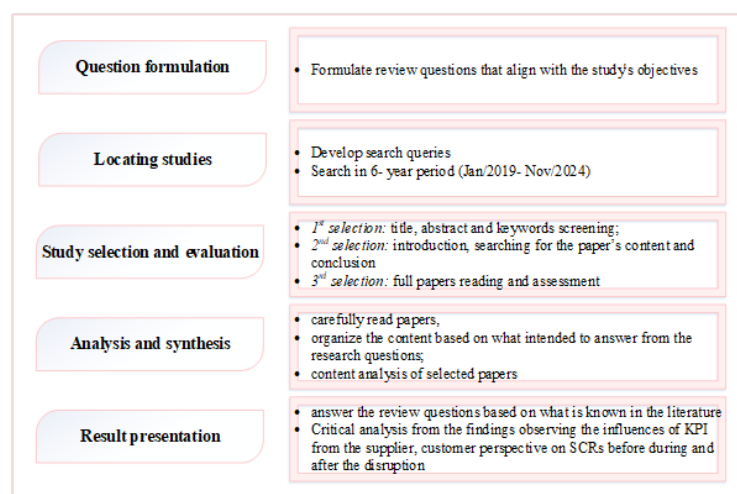 Question formulation
• Formulate review questions that align with the study's objectives
Locating studies
• Develop search queries
• Search in 6- year period (Jan/2019- Nov/2024)
Study selection and evaluation
• 1st selection: title, abstract and keywords screening;
• 2nd selection: introduction, searching for the paper's content and
conclusion
• 3rd selection: full papers reading and assessment
Analysis and synthesis
• carefully read papers,
• organize the content based on what intended to answer from the
research questions;
• content analysis of selected papers
Result presentation
• answer the review questions based on what is known in the literature
• Critical analysis from the findings observing the influences of KPI
from the supplier, customer perspective on SCRs before during and
after the disruption